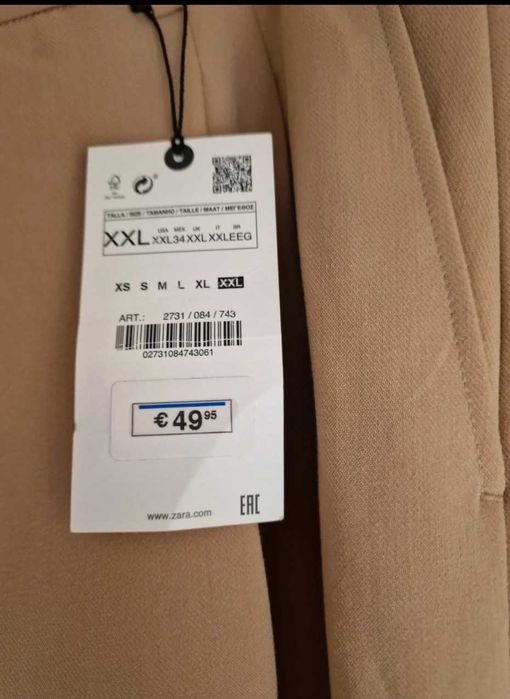 TALLA / SIZE / TAMANHO / TAILLE / MAAT / ΜΕΓΕΘΟΣ
USA MEX UK IT BR
XXL XXL 34 XXL XXL EEG
XS S M L XL XXL
ART.: 2731 / 084 / 743
02731084743061
€ 49 95
www.zara.com
EAC